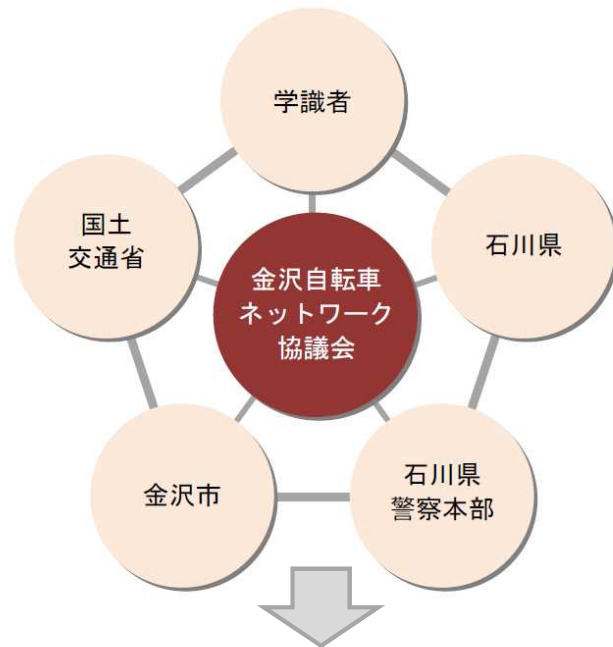 学識者
国土
交通省
石川県
金沢自転車
ネットワーク
協議会
金沢市
石川県
警察本部